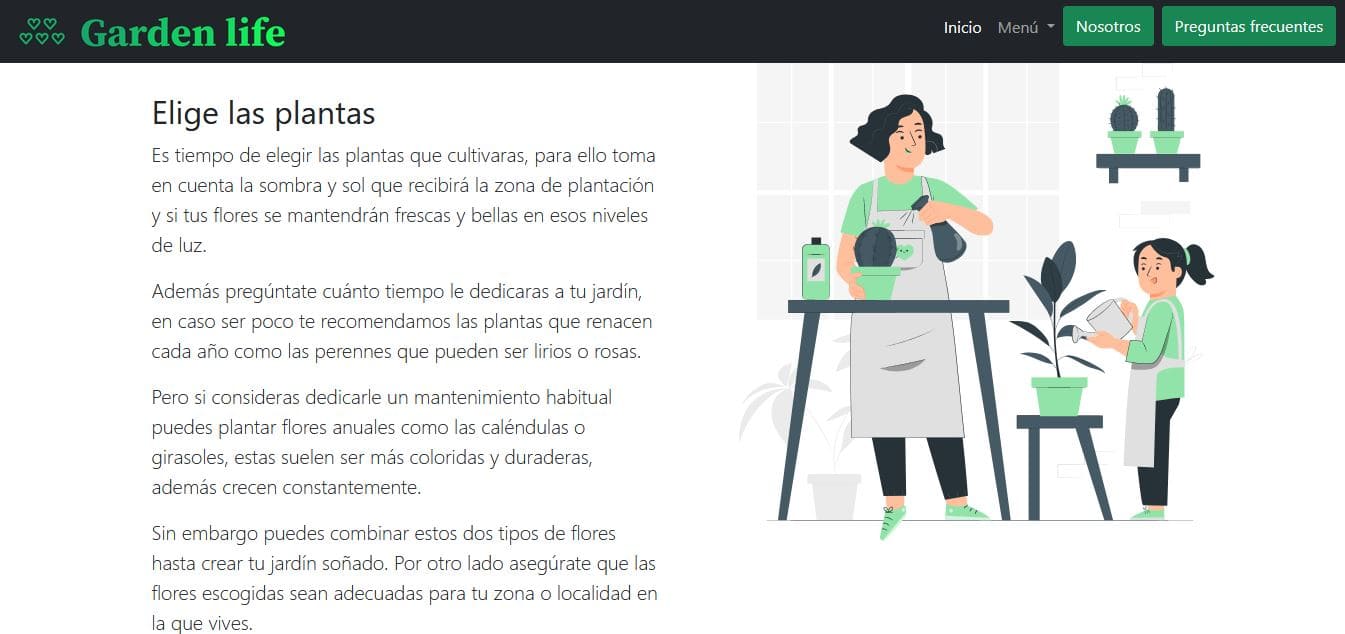 Garden life
Inicio Menú Nosotros Preguntas frecuentes
Elige las plantas
Es tiempo de elegir las plantas que cultivaras, para ello toma
en cuenta la sombra y sol que recibirá la zona de plantación
y si tus flores se mantendrán frescas y bellas en esos niveles
de luz.
Además pregúntate cuánto tiempo le dedicaras a tu jardín,
en caso ser poco te recomendamos las plantas que renacen
cada año como las perennes que pueden ser lirios o rosas.
Pero si consideras dedicarle un mantenimiento habitual
puedes plantar flores anuales como las caléndulas o
girasoles, estas suelen ser más coloridas y duraderas,
además crecen constantemente.
Sin embargo puedes combinar estos dos tipos de flores
hasta crear tu jardín soñado. Por otro lado asegúrate que las
flores escogidas sean adecuadas para tu zona o localidad en
la que vives.